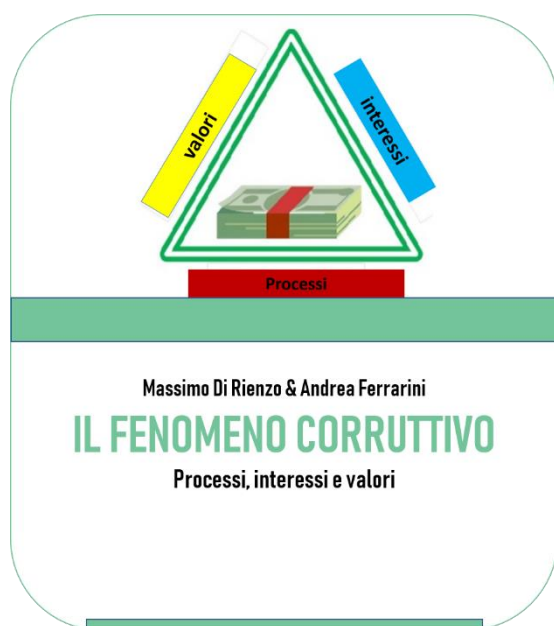 valori
interessi
Processi
Massimo Di Rienzo & Andrea Ferrarini
IL FENOMENO CORRUTTIVO
Processi, interessi e valori